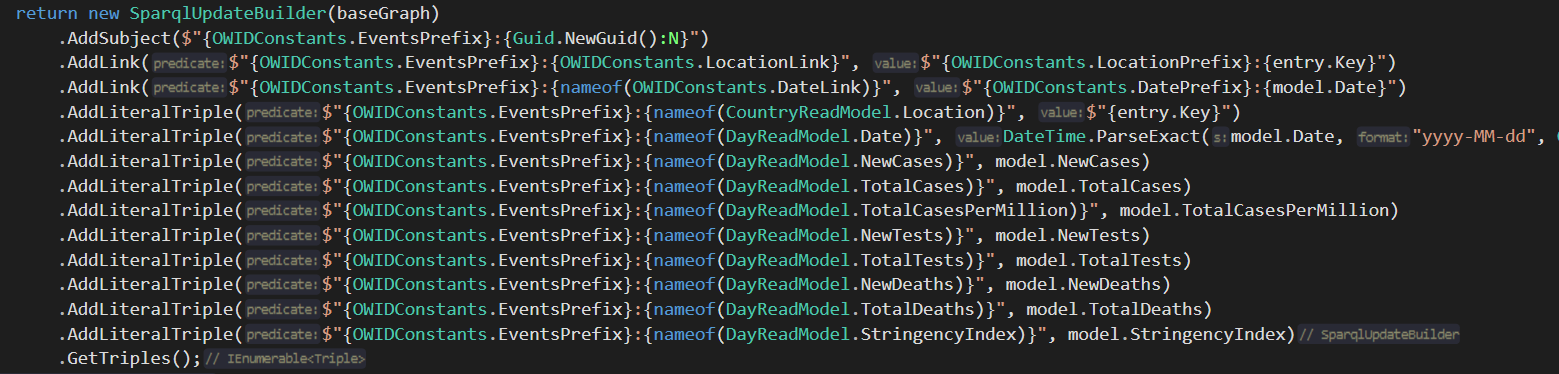 return new SparqlUpdateBuilder(baseGraph)
.AddSubject($"{OWIDConstants.EventsPrefix}:{Guid.NewGuid():N}")
.AddLink(predicate:$"{OWIDConstants.EventsPrefix}:{OWIDConstants.LocationLink}", value:$"{OWIDConstants.LocationPrefix}:{entry.Key}")
.AddLink(predicate:$"{OWIDConstants.EventsPrefix}:{nameof(OWIDConstants.DateLink)}", value:$"{OWIDConstants.DatePrefix}:{model.Date}")
.AddLiteralTriple(predicate:$"{OWIDConstants.EventsPrefix}:{nameof(CountryReadModel.Location)}", value:$"{entry.Key}")
.AddLiteralTriple(predicate:$"{OWIDConstants.EventsPrefix}:{nameof(DayReadModel.Date)}", value:DateTime.ParseExact(s:model.Date, format:"yyyy-MM-dd",
.AddLiteralTriple(predicate:$"{OWIDConstants.EventsPrefix}:{nameof(DayReadModel.NewCases)}", model.NewCases)
.AddLiteralTriple(predicate:$"{OWIDConstants.EventsPrefix}:{nameof(DayReadModel.TotalCases)}", model.TotalCases)
.AddLiteralTriple(predicate:$"{OWIDConstants.EventsPrefix}:{nameof(DayReadModel.TotalCasesPerMillion)}", model.TotalCasesPerMillion)
.AddLiteralTriple(predicate:$"{OWIDConstants.EventsPrefix}:{nameof(DayReadModel.NewTests)}", model.NewTests)
.AddLiteralTriple(predicate:$"{OWIDConstants.EventsPrefix}:{nameof(DayReadModel.TotalTests)}", model.TotalTests)
.AddLiteralTriple(predicate:$"{OWIDConstants.EventsPrefix}:{nameof(DayReadModel.NewDeaths)}", model.NewDeaths)
.AddLiteralTriple(predicate:$"{OWIDConstants.EventsPrefix}:{nameof(DayReadModel.TotalDeaths)}", model.TotalDeaths)
.AddLiteralTriple(predicate:$"{OWIDConstants.EventsPrefix}:{nameof(DayReadModel.StringencyIndex)}", model.StringencyIndex) // SparqlUpdateBuilder
.GetTriples(); // IEnumerable<Triple>